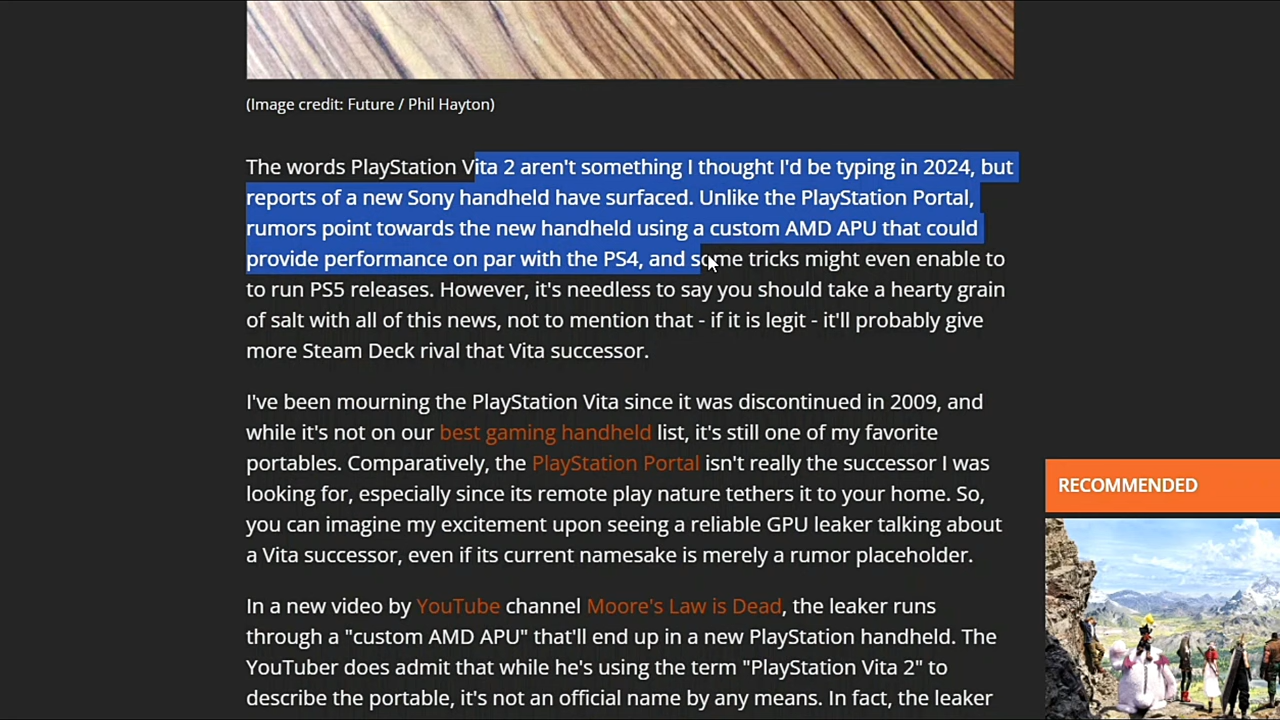 (Image credit: Future / Phil Hayton)
The words PlayStation Vita 2 aren't something I thought I'd be typing in 2024, but
reports of a new Sony handheld have surfaced. Unlike the PlayStation Portal,
rumors point towards the new handheld using a custom AMD APU that could
provide performance on par with the PS4, and some tricks might even enable to
to run PS5 releases. However, it's needless to say you should take a hearty grain
of salt with all of this news, not to mention that - if it is legit - it'll probably give
more Steam Deck rival that Vita successor.
I've been mourning the PlayStation Vita since it was discontinued in 2009, and
while it's not on our best gaming handheld list, it's still one of my favorite
portables. Comparatively, the PlayStation Portal isn't really the successor I was
looking for, especially since its remote play nature tethers it to your home. So,
you can imagine my excitement upon seeing a reliable GPU leaker talking about
a Vita successor, even if its current namesake is merely a rumor placeholder.
RECOMMENDED
In a new video by YouTube channel Moore's Law is Dead, the leaker runs
through a "custom AMD APU" that'll end up in a new PlayStation handheld. The
YouTuber does admit that while he's using the term "PlayStation Vita 2" to
describe the portable, it's not an official name by any means. In fact, the leaker